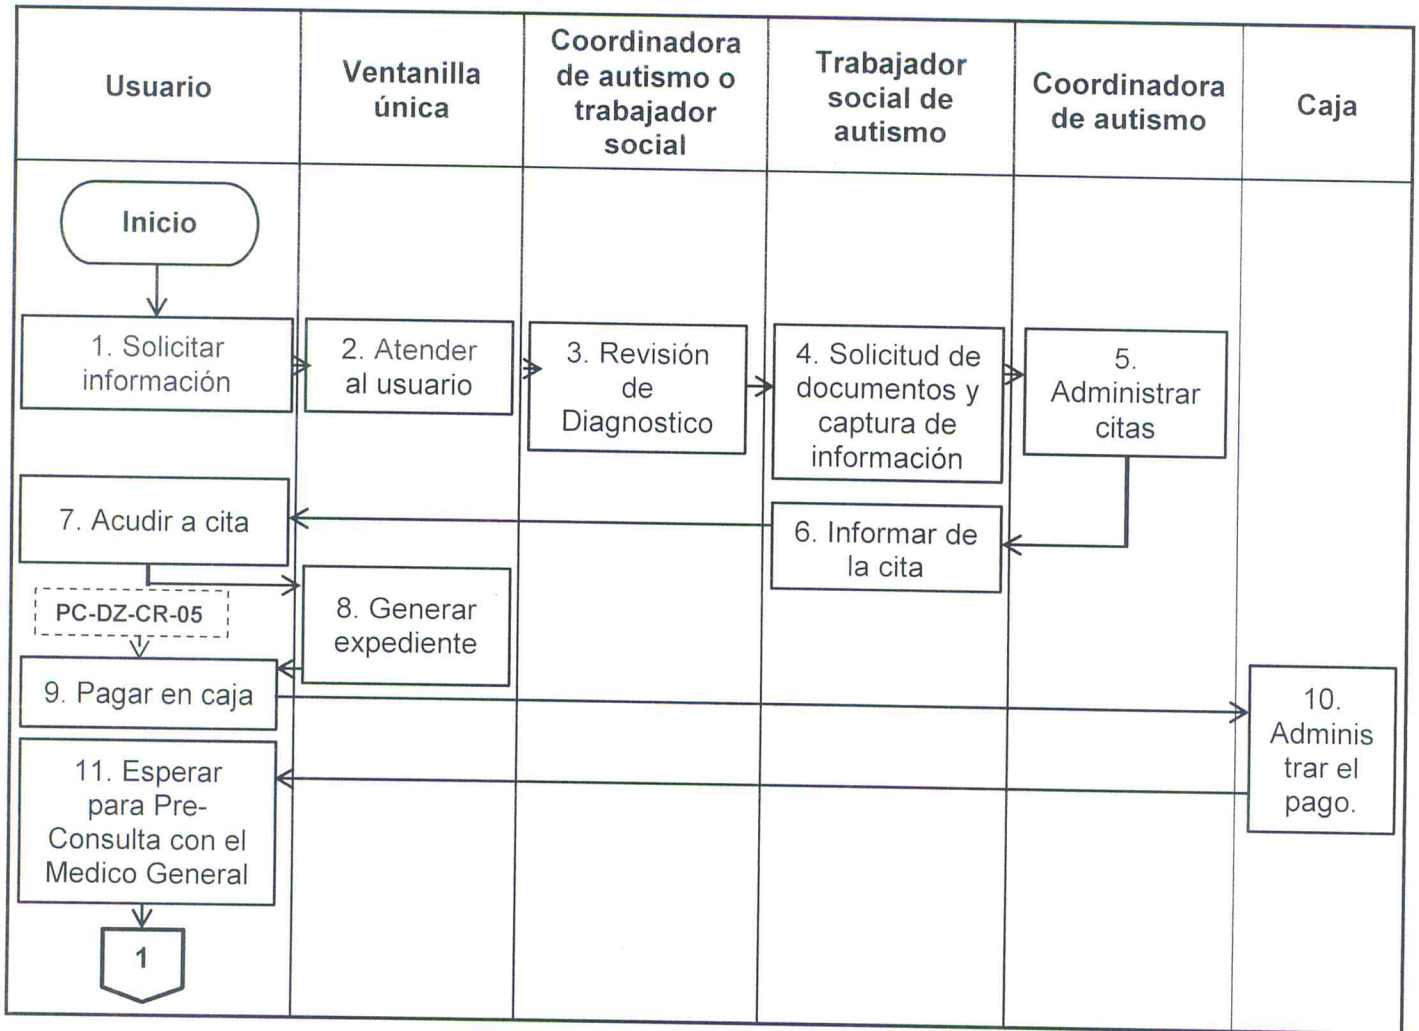 Usuario
Ventanilla
única
Coordinadora
de autismo o
trabajador
social
Trabajador
social de
autismo
Coordinadora
de autismo
Caja
Inicio
1. Solicitar
información
2. Atender
al usuario
3. Revisión
de
Diagnostico
4. Solicitud de
documentos y
captura de
información
5.
Administrar
citas
7. Acudir a cita
6. Informar de
la cita
PC-DZ-CR-05
8. Generar
expediente
9. Pagar en caja
10.
Adminis
trar el
pago.
11. Esperar
para Pre-
Consulta con el
Medico General
1